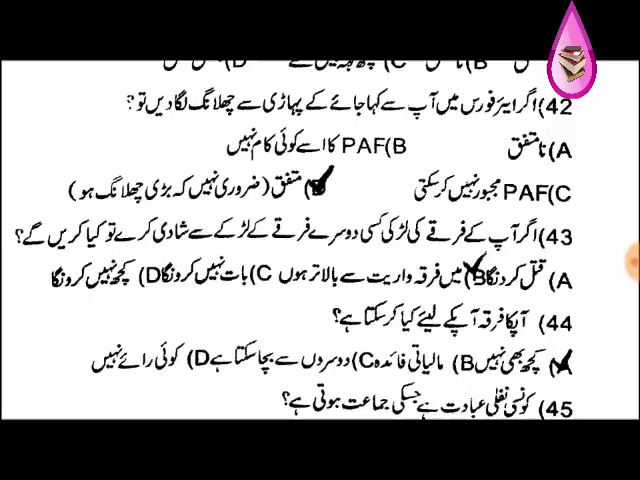 42) اگر ایئر فورس میں آپ سے کہا جائے کے پہاڑی سے چھلانگ لگا دیں تو؟
A) نا متفق B) PAF کا اسے کوئی کام نہیں
C) PAF مجبور نہیں کر سکتی متفق (ضروری نہیں کہ بڑی چھلانگ ہو)
43) اگر آپ کے فرقے کی لڑکی کسی دوسرے فرقے کے لڑکے سے شادی کرے تو کیا کریں گے؟
A) قتل کر دنگا B) میں فرقہ واریت سے بالاتر ہوں C) بات نہیں کرونگا D) کچھ نہیں کرونگا
44) آپکا فرقہ آپکے لیئے کیا کر سکتا ہے؟
A) کچھ بھی نہیں B) مالیاتی فائدہ C) دوسروں سے بچا سکتا ہے D) کوئی رائے نہیں
45) کونسی نفلی عبادت ہے جسکی جماعت ہوتی ہے؟